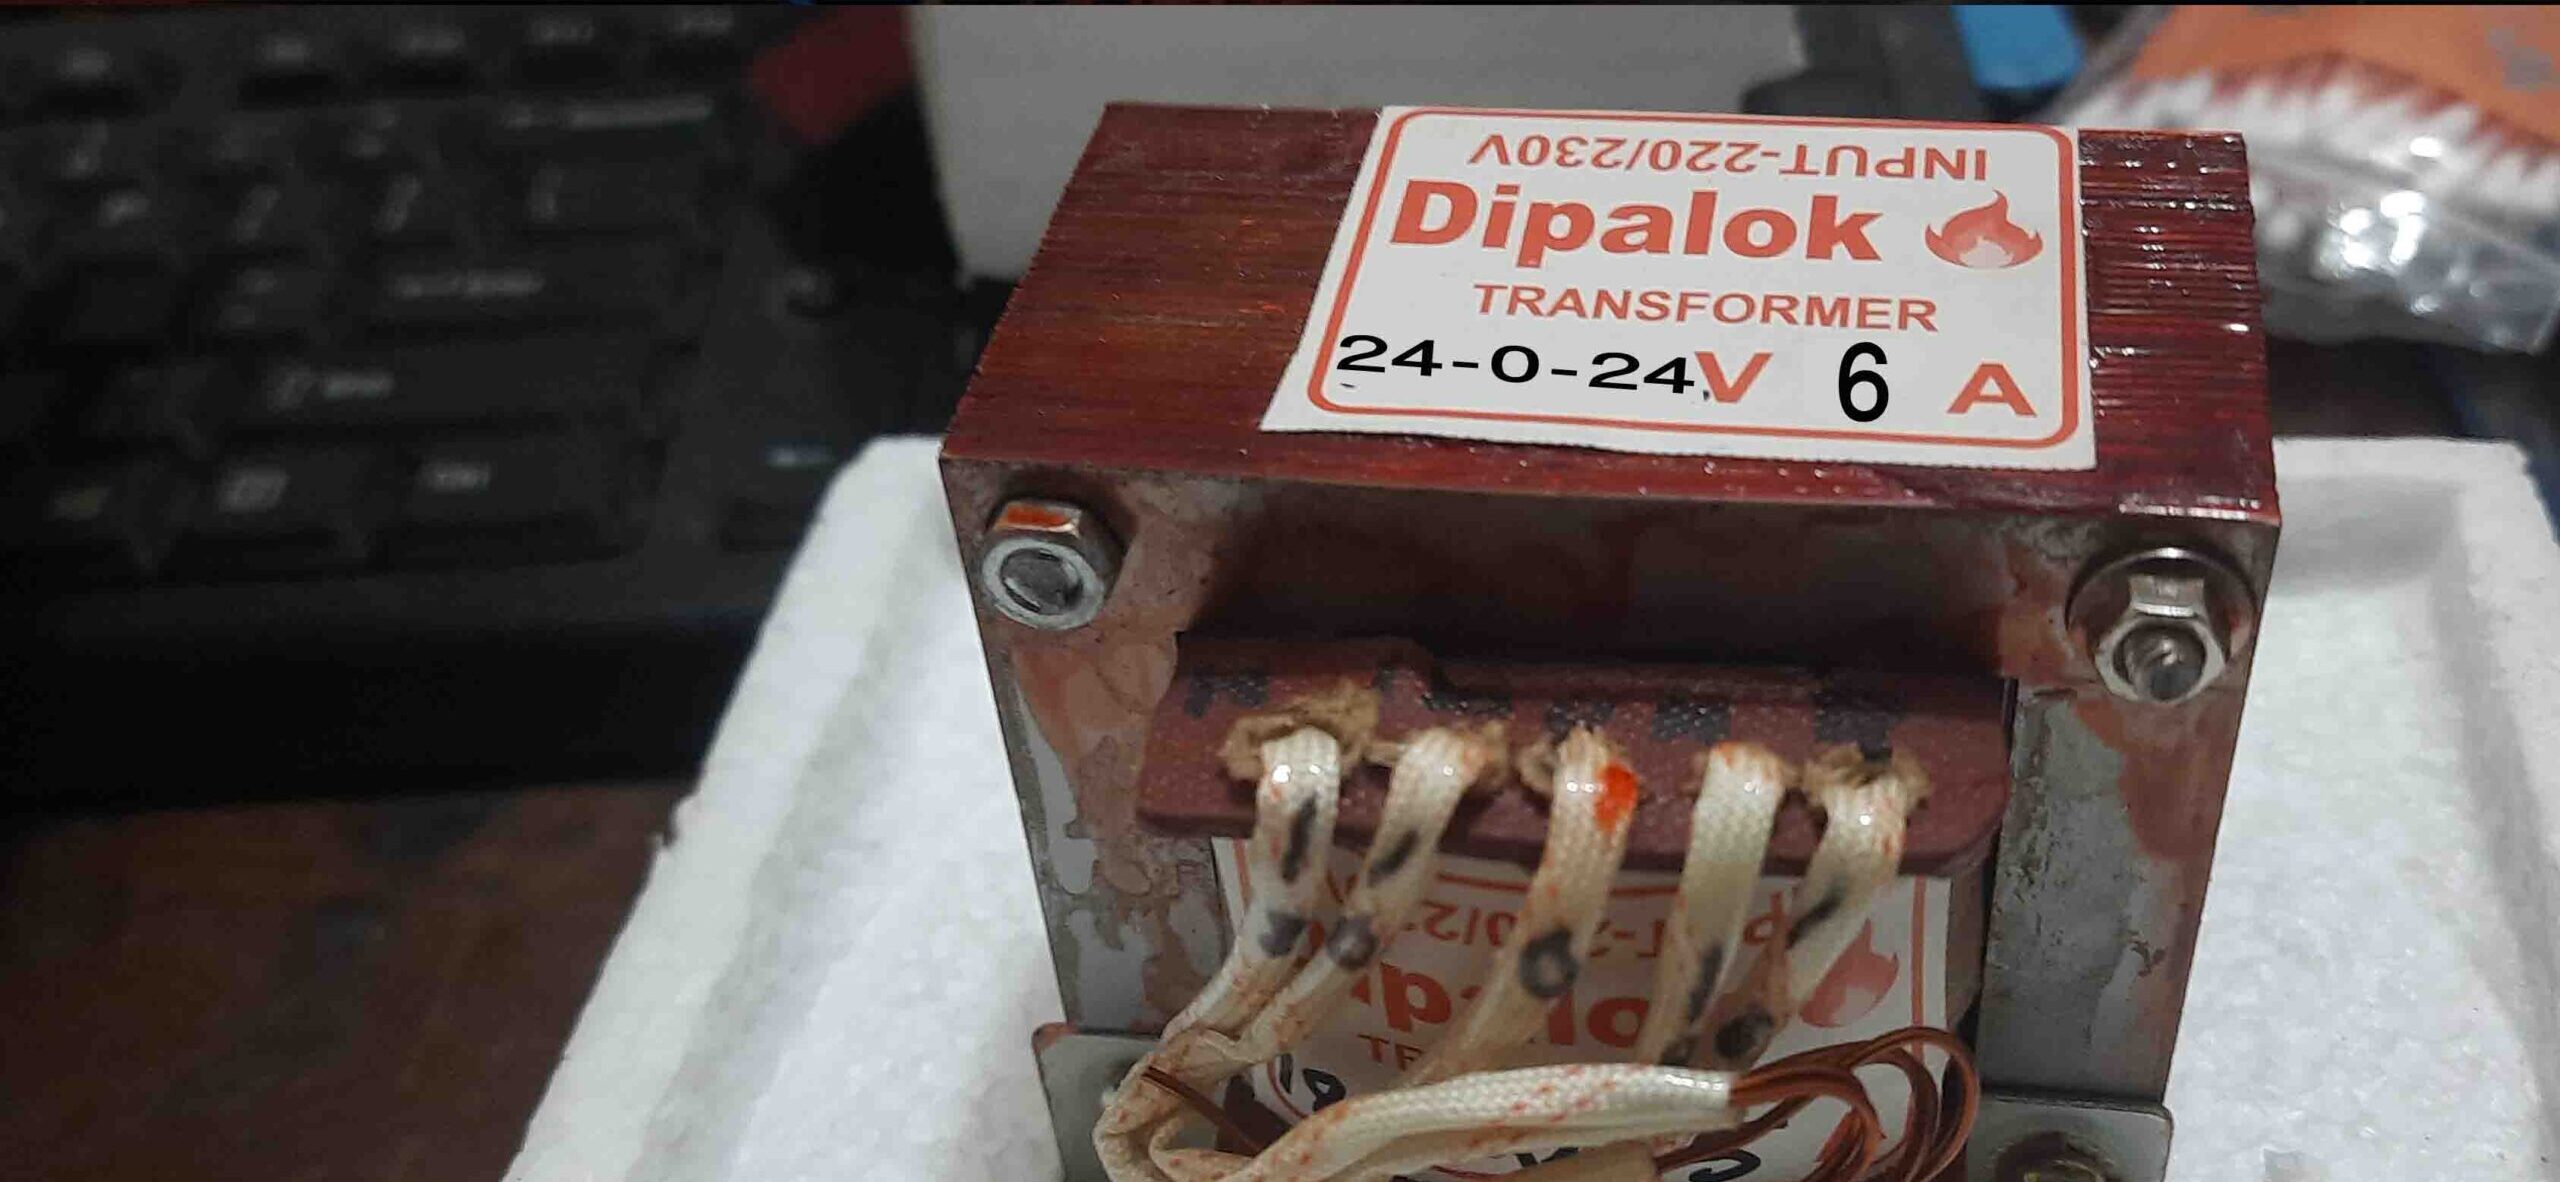 INPUT-220/230V
Dipalok
TRANSFORMER
24-0-24V 6 A